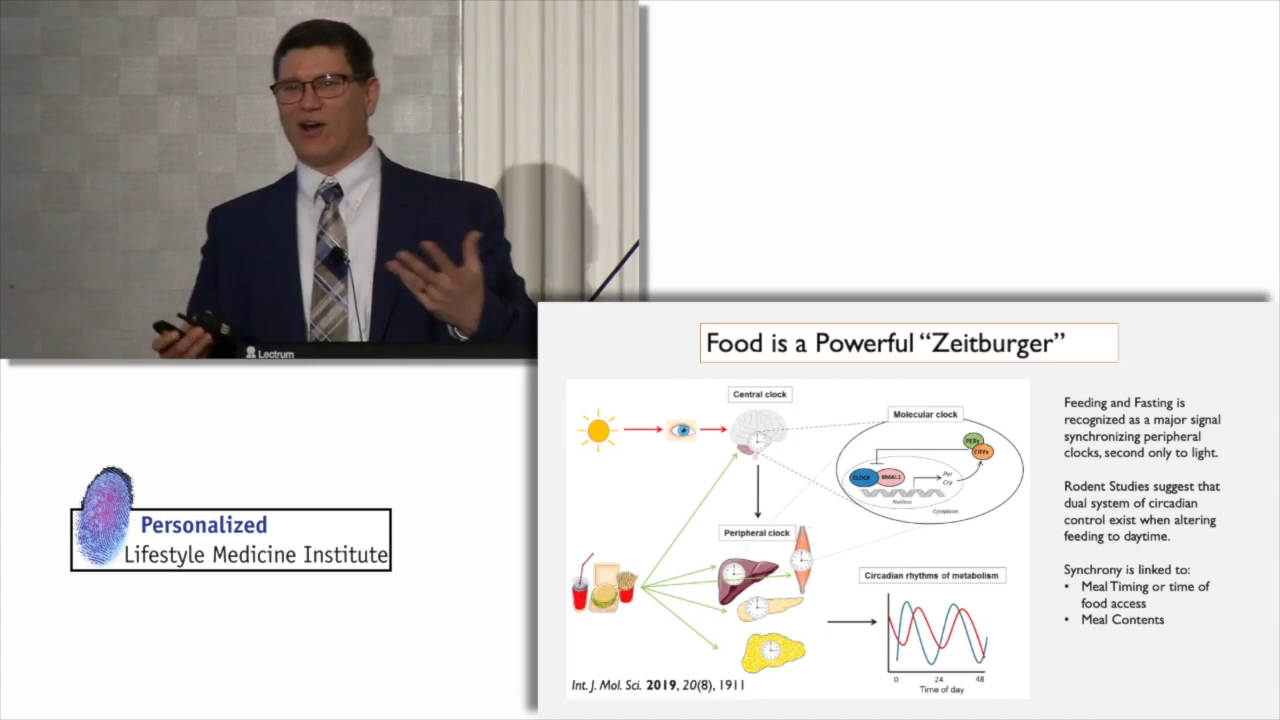 Lectrum
Personalized
Lifestyle Medicine Institute
Food is a Powerful “Zeitburger”
Central clock
Molecular clock
PERs
CRYs
CLOCK
BMAL1
Per
Cry
Nucleus
Cytoplasm
Peripheral clock
Circadian rhythms of metabolism
0 24 48
Time of day
Int. J. Mol. Sci. 2019, 20(8), 1911
Feeding and Fasting is
recognized as a major signal
synchronizing peripheral
clocks, second only to light.
Rodent Studies suggest that
dual system of circadian
control exist when altering
feeding to daytime.
Synchrony is linked to:
• Meal Timing or time of
food access
• Meal Contents